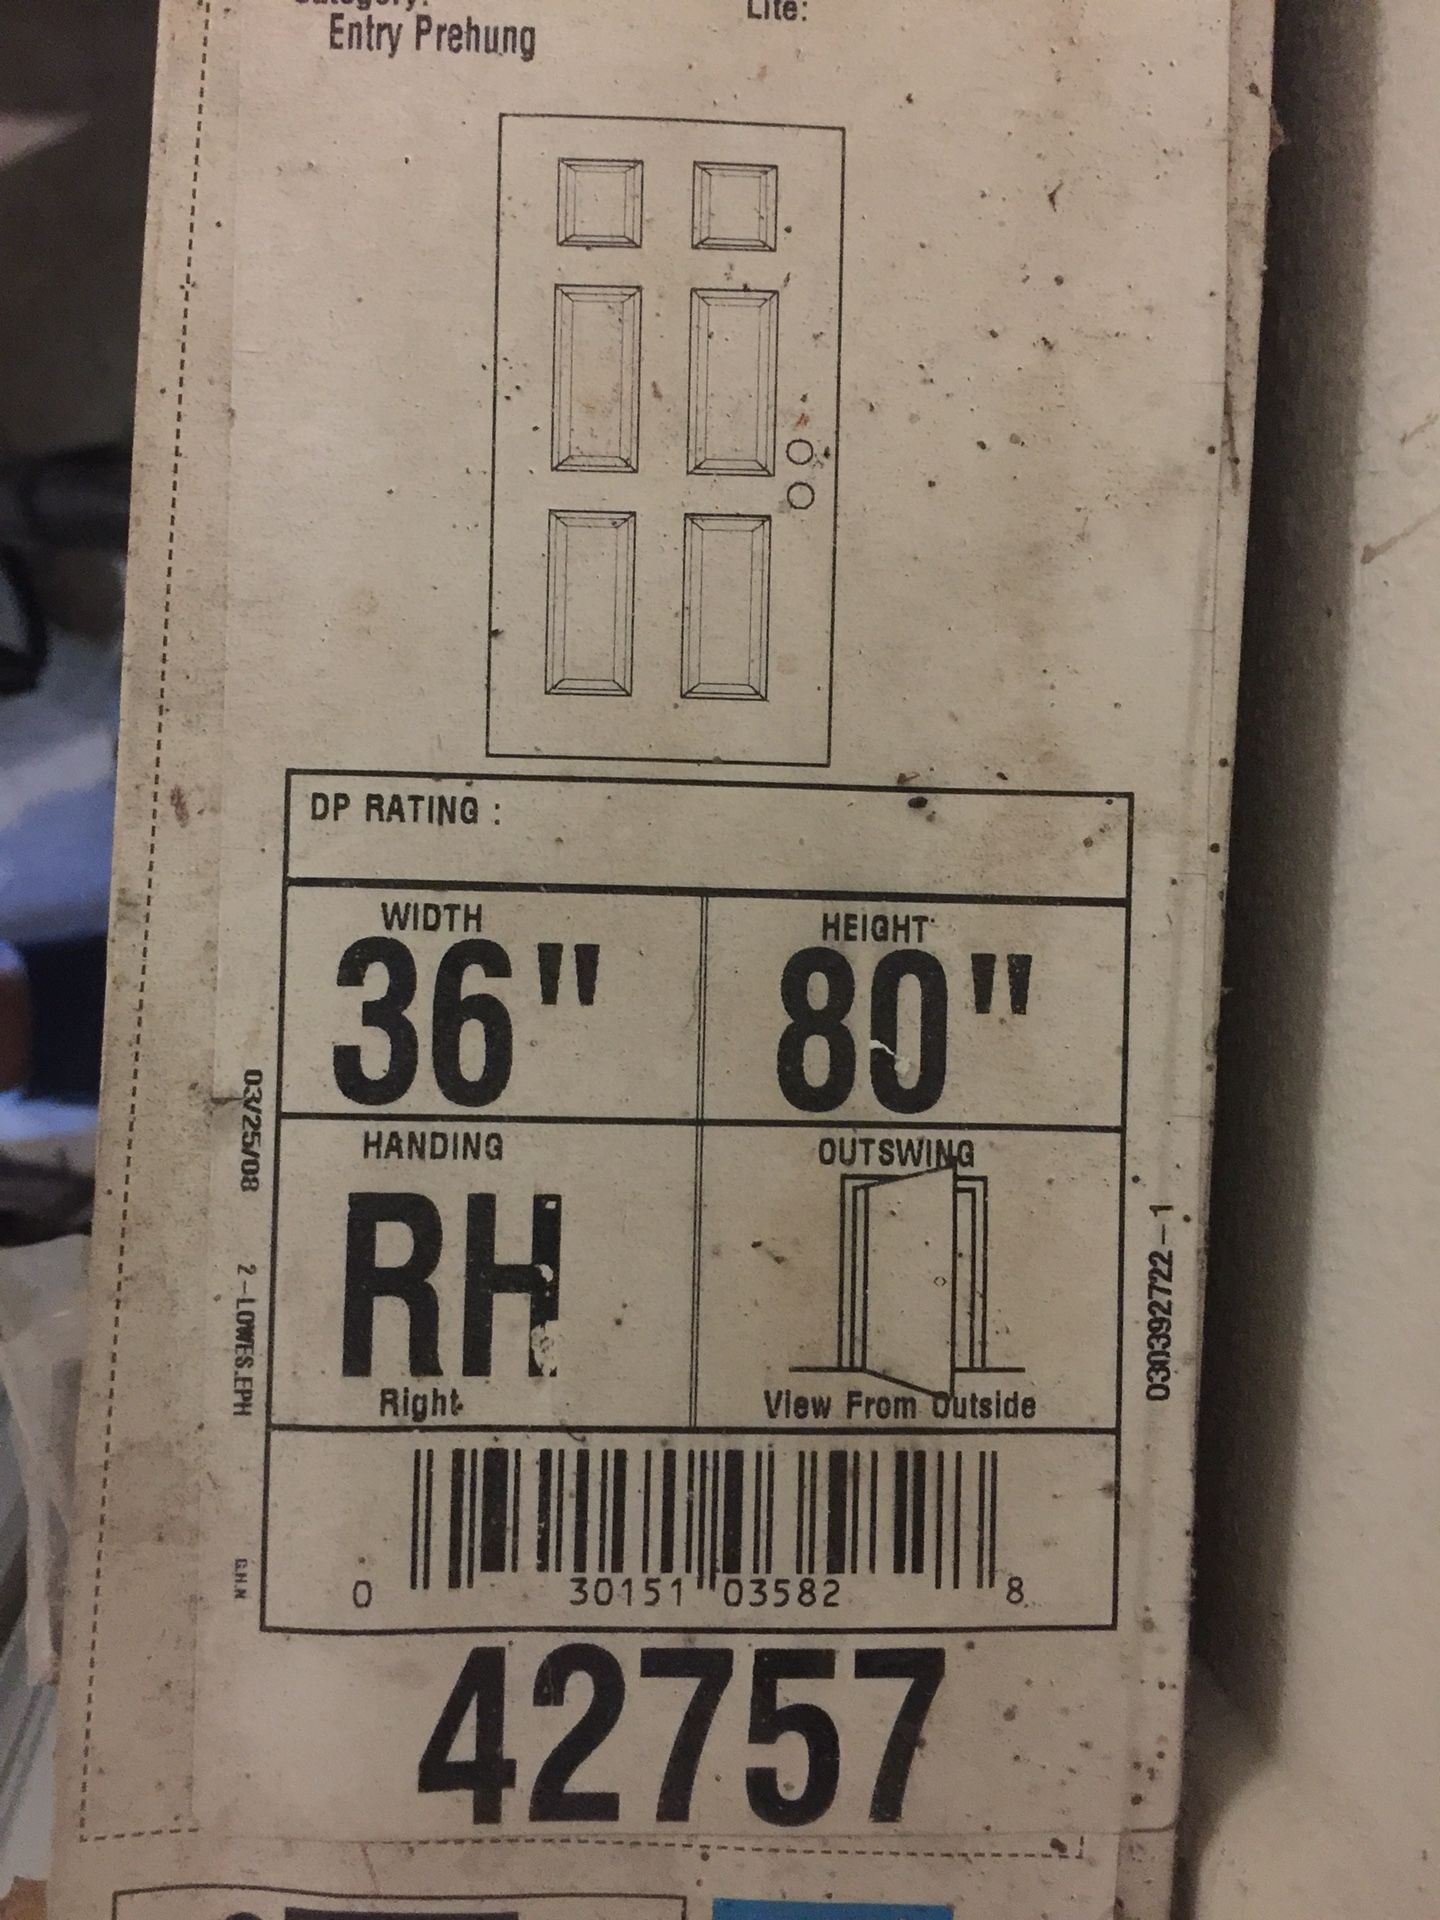 Category:
Lite:
Entry Prehung
DP RATING :
WIDTH
36"
HEIGHT
80"
HANDING
RH
Right
OUTSWING
View From Outside
03/25/08 2-LOWES.EPH G.H.N
030392722-1
0 30151 03582 8
42757